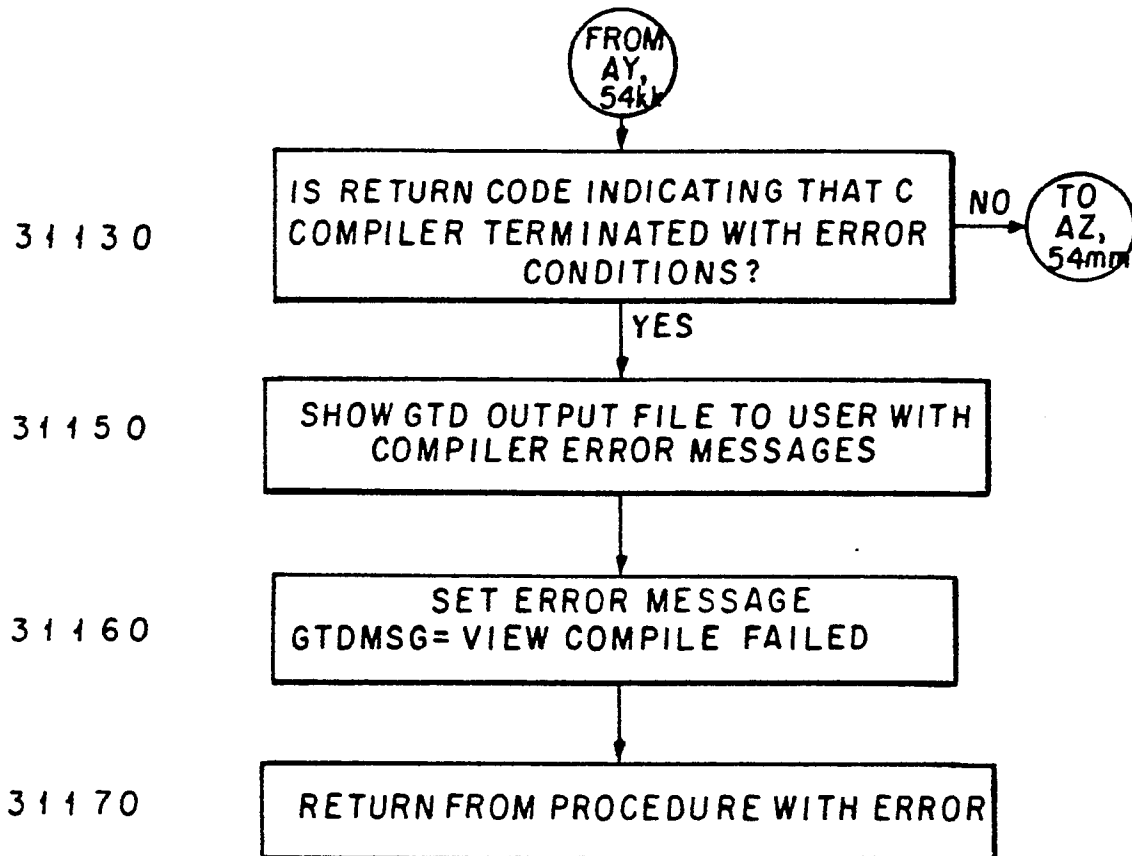 FROM
AY,
54kk
31130
IS RETURN CODE INDICATING THAT C
COMPILER TERMINATED WITH ERROR
CONDITIONS?
NO
TO
AZ,
54mm
YES
31150
SHOW GTD OUTPUT FILE TO USER WITH
COMPILER ERROR MESSAGES
31160
SET ERROR MESSAGE
GTDMSG= VIEW COMPILE FAILED
31170
RETURN FROM PROCEDURE WITH ERROR